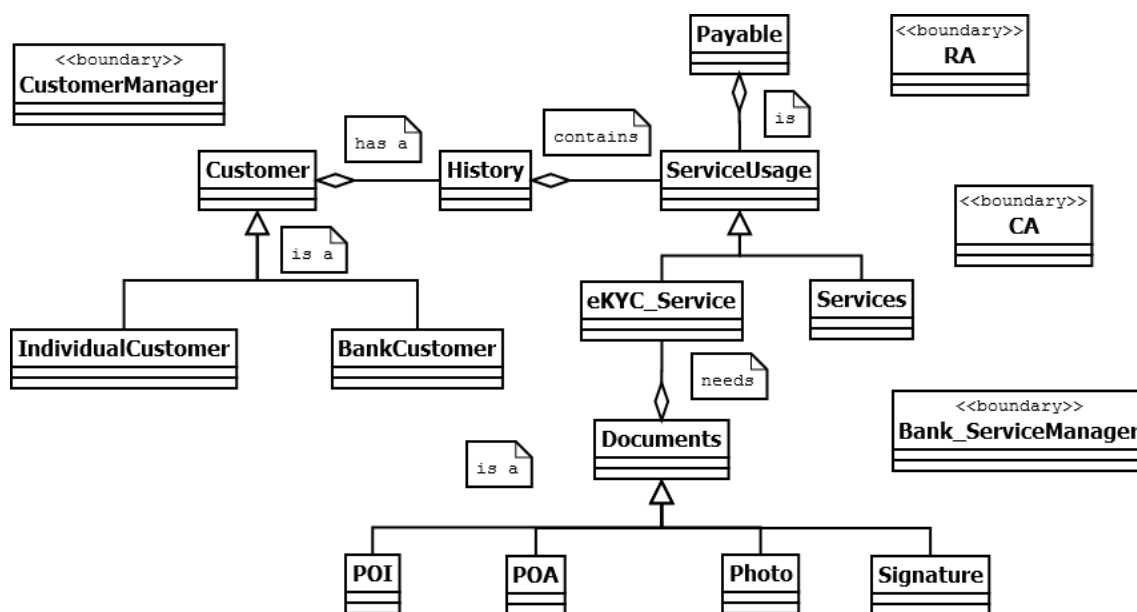 Payable
<<boundary>>
RA
<<boundary>>
CustomerManager
is
has a
contains
Customer
History
ServiceUsage
<<boundary>>
CA
is a
eKYC_Service
Services
IndividualCustomer
BankCustomer
needs
<<boundary>>
Bank_ServiceManager
Documents
is a
POI
POA
Photo
Signature